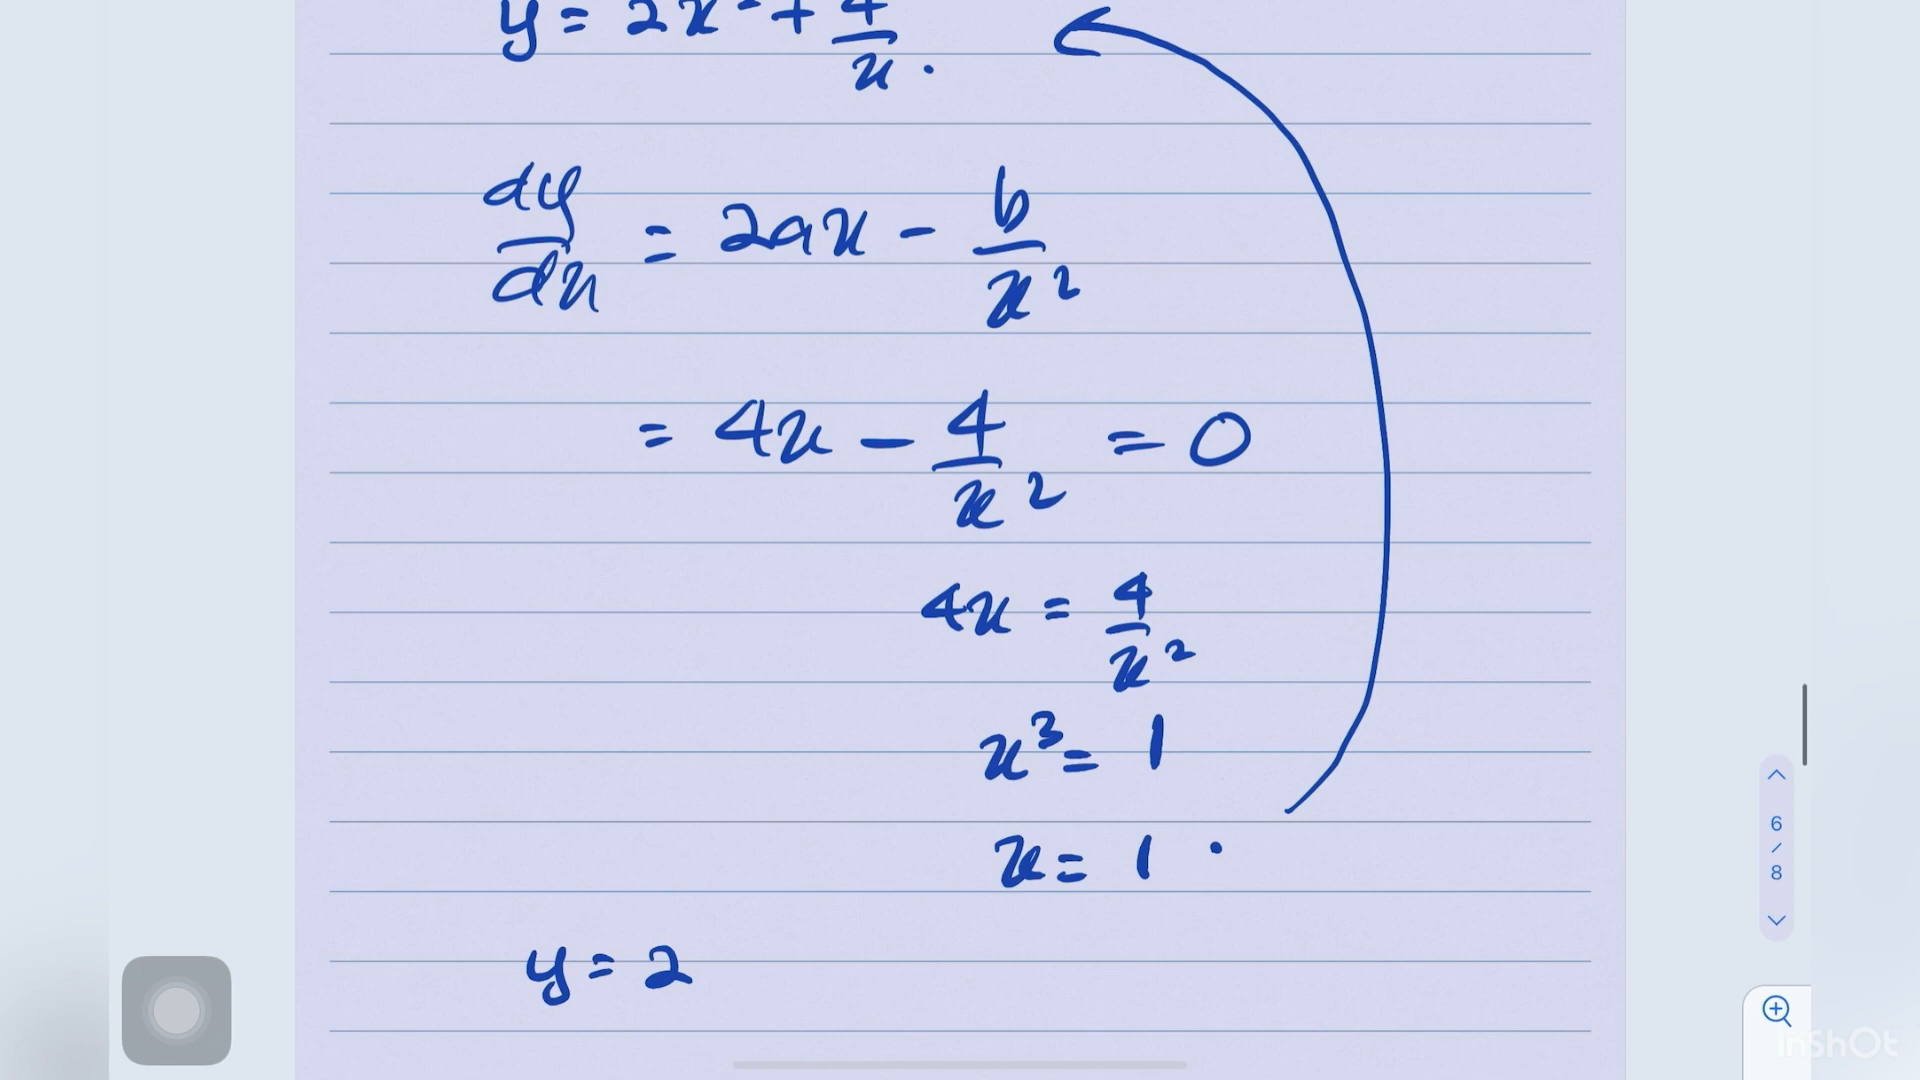 y = 2x² + 4/x.
dy/dx = 2ax - b/x²
= 4x - 4/x² = 0
4x = 4/x²
x³ = 1
x = 1 .
y = 2
6
/
8
InShOt